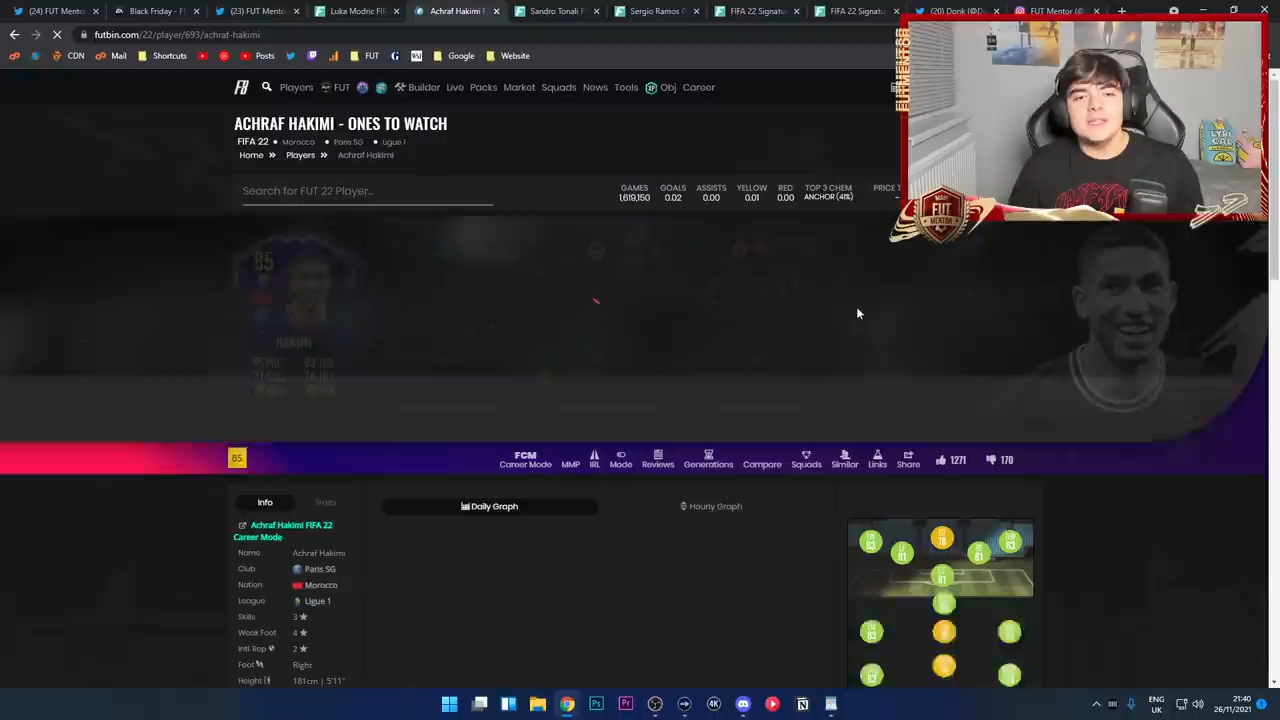 (24) FUT Mento
Black Friday - FI
(23) FUT Mento
Luka Modric FI
Achraf Hakimi F
Sandro Tonali F
Sergio Ramos
FIFA 22 Signatu
FIFA 22 Signatu
(20) Donk (@
FUT Mentor (
futbin.com/22/player/693/achraf-hakimi
CDN
Mail
Shortcuts
Posts
FUT
Google
Website
Players
FUT
Builder
Live
Packs
Market
Squads
News
Tools
Obj
Career
ACHRAF HAKIMI - ONES TO WATCH
FIFA 22 • Morocco • Paris SG • Ligue 1
Home » Players » Achraf Hakimi
Search for FUT 22 Player...
GAMES GOALS ASSISTS YELLOW RED TOP 3 CHEM PRICE
1,619,150 0.02 0.00 0.01 0.00 ANCHOR (41%)
FUTMENTOR
FUT
MENTOR
LYRI
CAL
85
HAKIMI
85
FCM
Career Mode
MMP
IRL
Mode
Reviews
Generations
Compare
Squads
Similar
Links
Share
1271
170
Info
Traits
Daily Graph
Hourly Graph
Achraf Hakimi FIFA 22
Career Mode
Name Achraf Hakimi
Club Paris SG
Nation Morocco
League Ligue 1
Skills 3
Weak Foot 4
Intl. Rep 2
Foot Right
Height 181cm | 5'11"
ENG
UK
21:40
26/11/2021